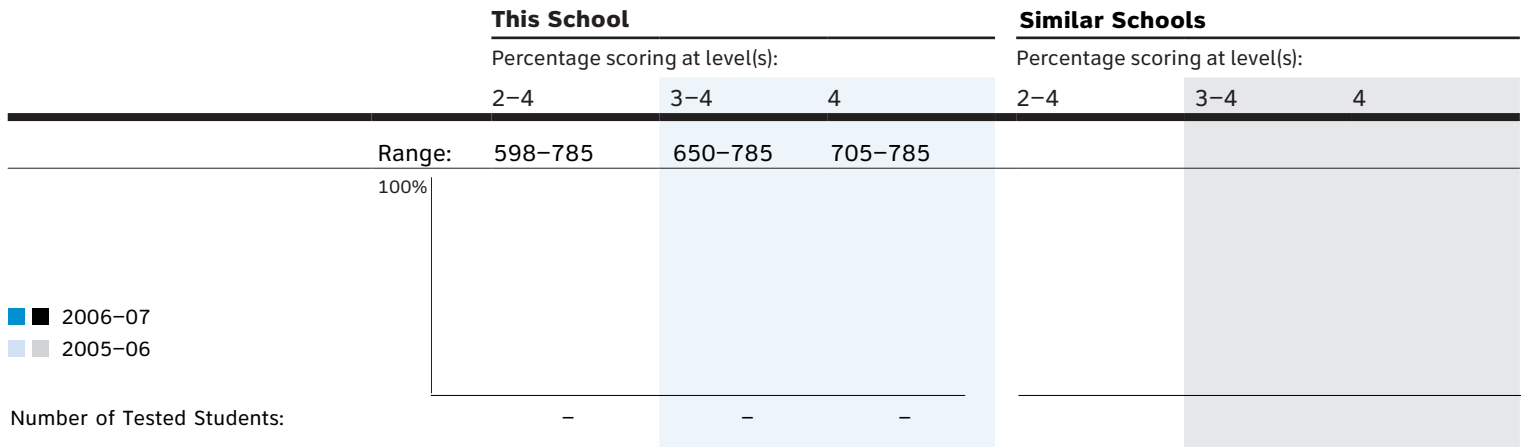 This School Similar Schools
Percentage scoring at level(s): Percentage scoring at level(s):
2–4 3–4 4 2–4 3–4 4
Range: 598–785 650–785 705–785
100%
2006–07
2005–06
Number of Tested Students: – – –